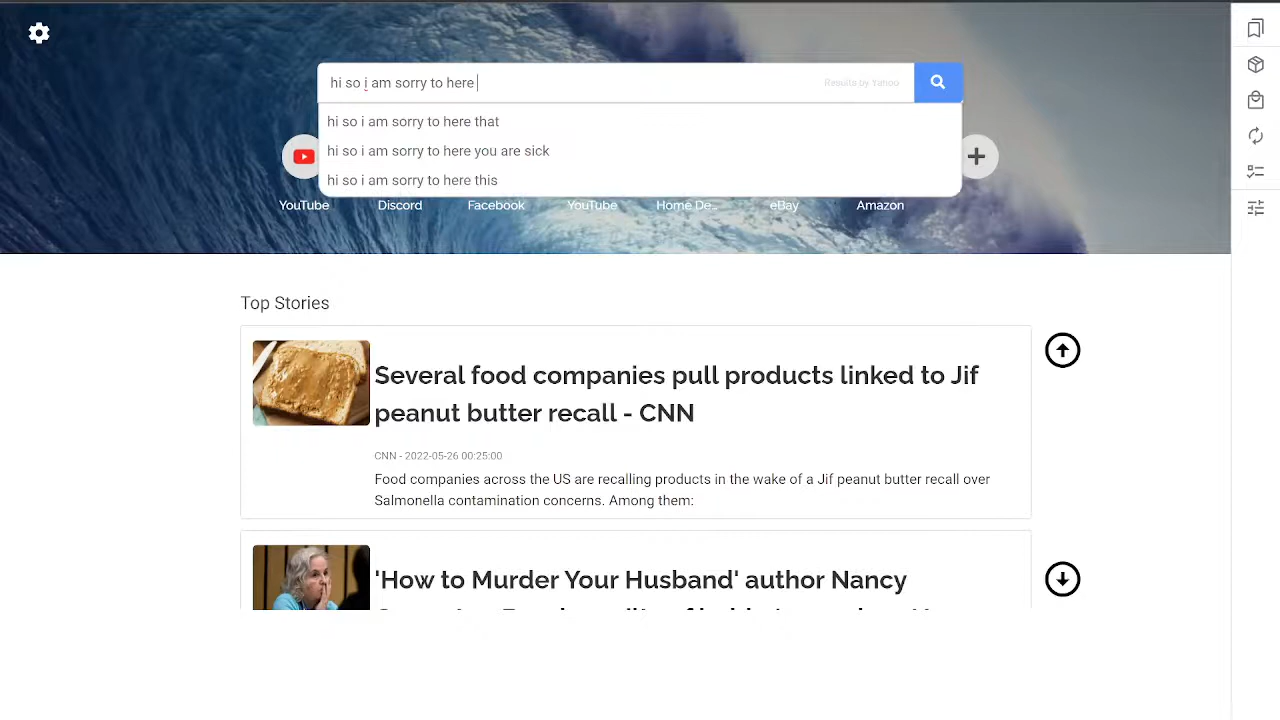 hi so i am sorry to here
Results by Yahoo
hi so i am sorry to here that
hi so i am sorry to here you are sick
hi so i am sorry to here this
YouTube
Discord
Facebook
YouTube
Home De...
eBay
Amazon
Top Stories
Several food companies pull products linked to Jif
peanut butter recall - CNN
CNN - 2022-05-26 00:25:00
Food companies across the US are recalling products in the wake of a Jif peanut butter recall over
Salmonella contamination concerns. Among them:
'How to Murder Your Husband' author Nancy